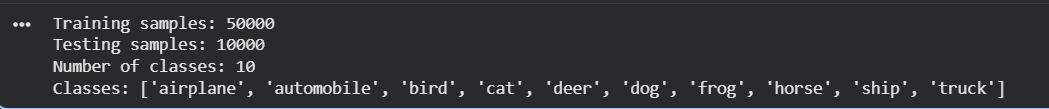 Training samples: 50000
Testing samples: 10000
Number of classes: 10
Classes: ['airplane', 'automobile', 'bird', 'cat', 'deer', 'dog', 'frog', 'horse', 'ship', 'truck']